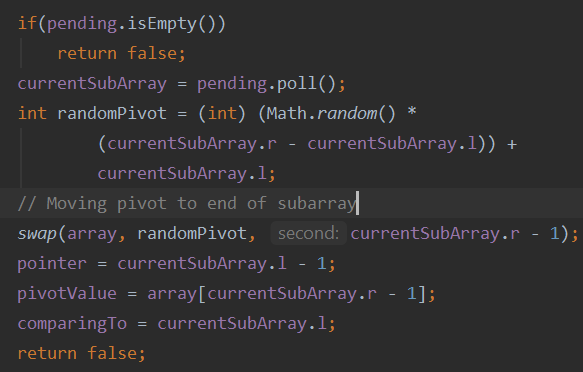 if(pending.isEmpty())
    return false;
currentSubArray = pending.poll();
int randomPivot = (int) (Math.random() *
        (currentSubArray.r - currentSubArray.l)) +
        currentSubArray.l;
// Moving pivot to end of subarray
swap(array, randomPivot, second: currentSubArray.r - 1);
pointer = currentSubArray.l - 1;
pivotValue = array[currentSubArray.r - 1];
comparingTo = currentSubArray.l;
return false;